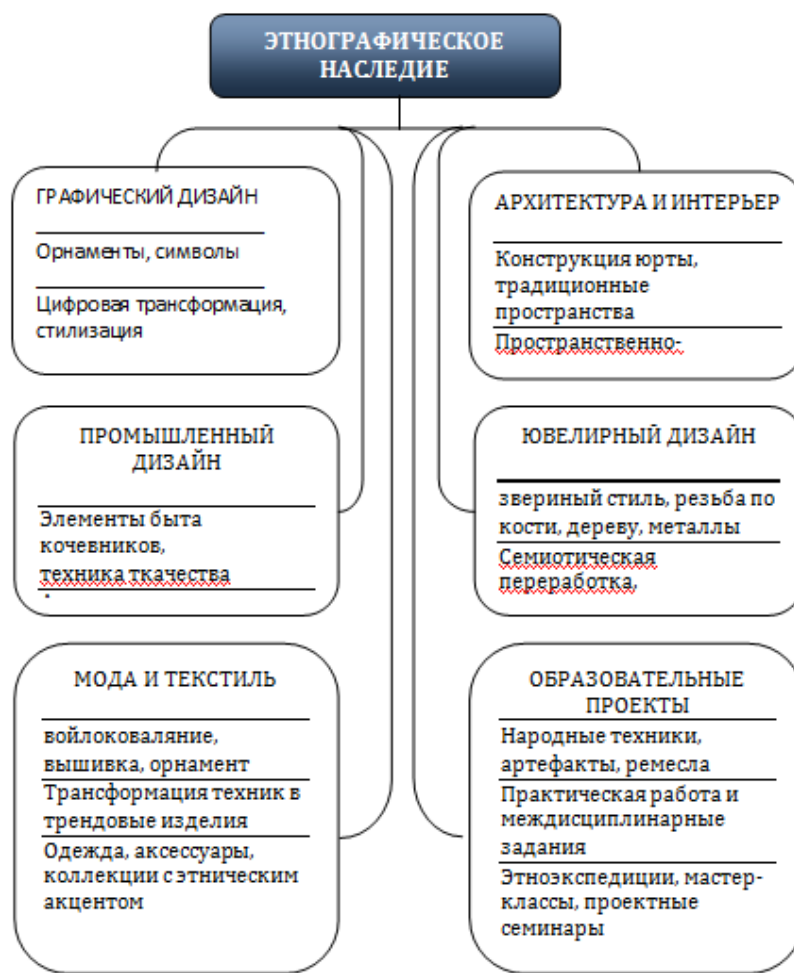 ЭТНОГРАФИЧЕСКОЕ
НАСЛЕДИЕ
ГРАФИЧЕСКИЙ ДИЗАЙН
Орнаменты, символы
Цифровая трансформация,
стилизация
ПРОМЫШЛЕННЫЙ
ДИЗАЙН
Элементы быта
кочевников,
техника ткачества
МОДА И ТЕКСТИЛЬ
войлоковаляние,
вышивка, орнамент
Трансформация техник в
трендовые изделия
Одежда, аксессуары,
коллекции с этническим
акцентом
АРХИТЕКТУРА И ИНТЕРЬЕР
Конструкция юрты,
традиционные
пространства
Пространственно-
ЮВЕЛИРНЫЙ ДИЗАЙН
звериный стиль, резьба по
кости, дереву, металлы
Семиотическая
переработка,
ОБРАЗОВАТЕЛЬНЫЕ
ПРОЕКТЫ
Народные техники,
артефакты, ремесла
Практическая работа и
междисциплинарные
задания
Этноэкспедиции, мастер-
классы, проектные
семинары